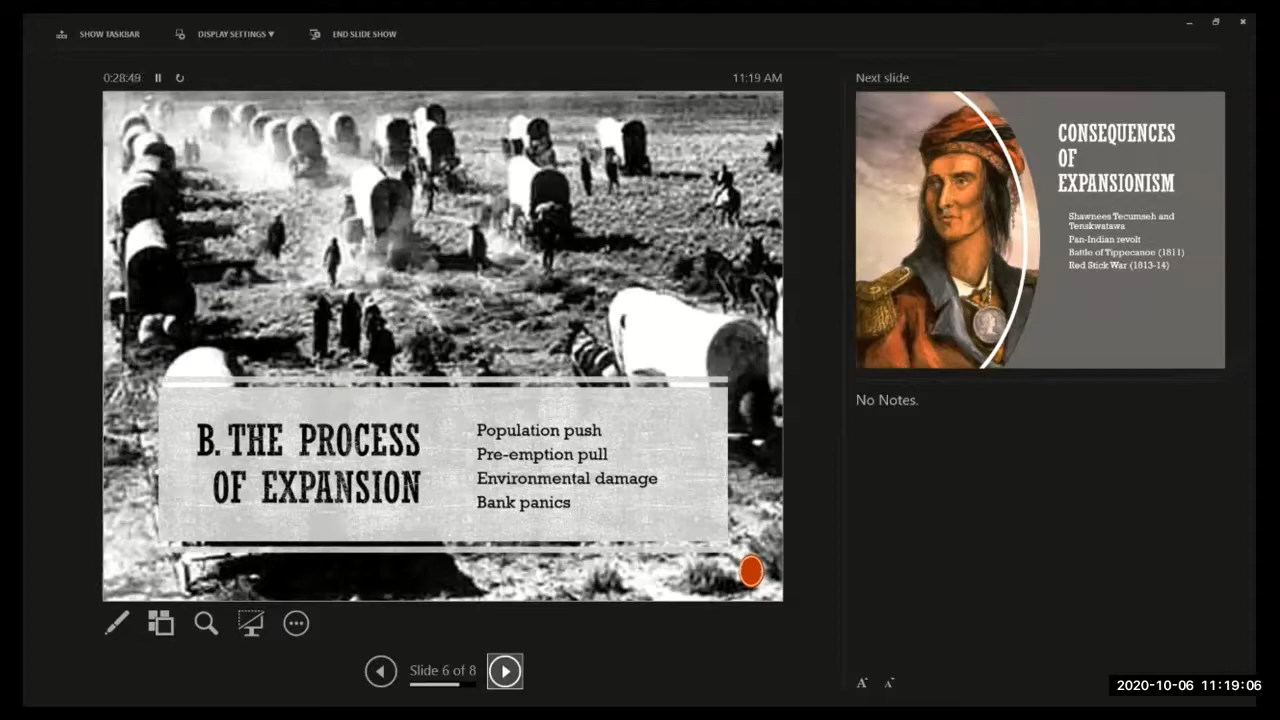 SHOW TASKBAR
DISPLAY SETTINGS ▼
END SLIDE SHOW
0:28:49
11:19 AM
B. THE PROCESS
OF EXPANSION
Population push
Pre-emption pull
Environmental damage
Bank panics
Slide 6 of 8
Next slide
CONSEQUENCES
OF
EXPANSIONISM
Shawnees Tecumseh and
Tenskwatawa
Pan-Indian revolt
Battle of Tippecanoe (1811)
Red Stick War (1813-14)
No Notes.
A A
2020-10-06 11:19:06